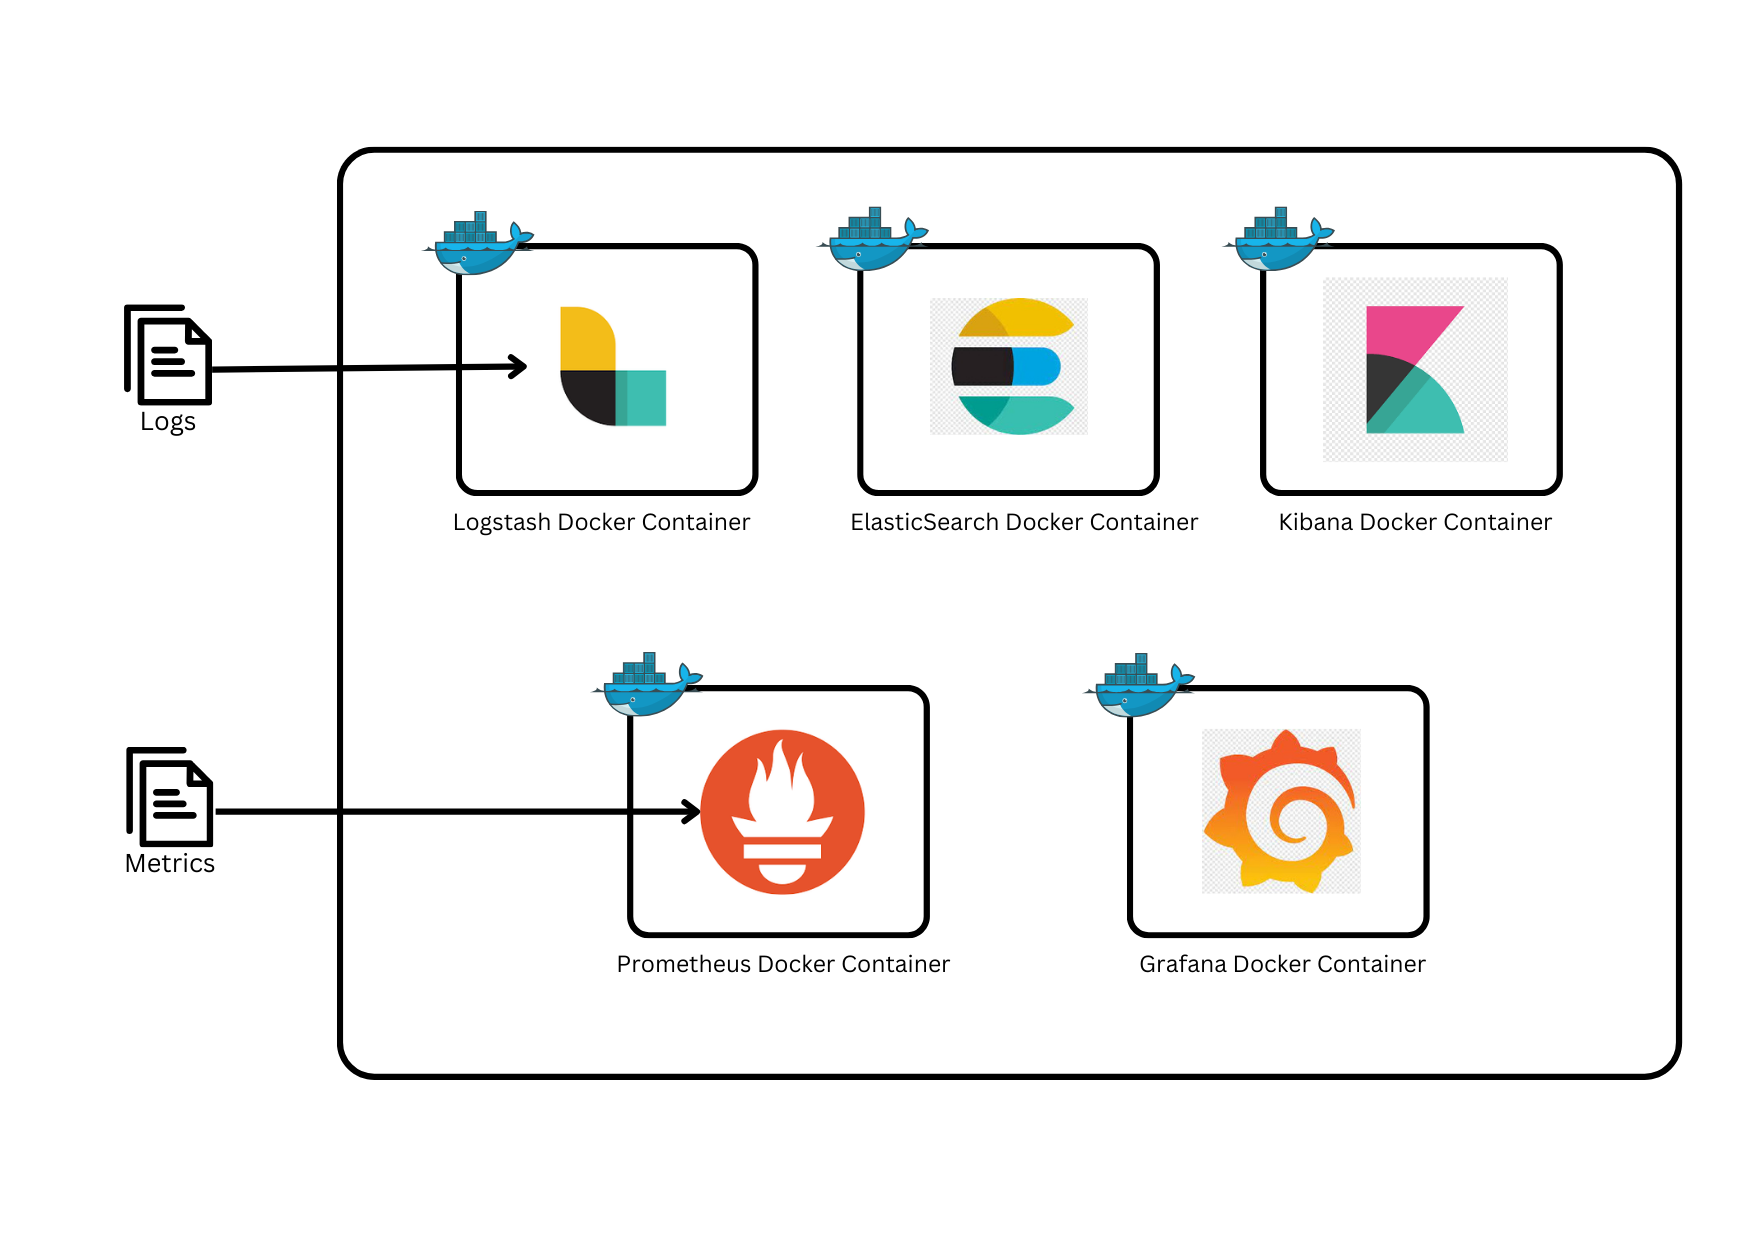 Logs
Logstash Docker Container
ElasticSearch Docker Container
Kibana Docker Container
Metrics
Prometheus Docker Container
Grafana Docker Container